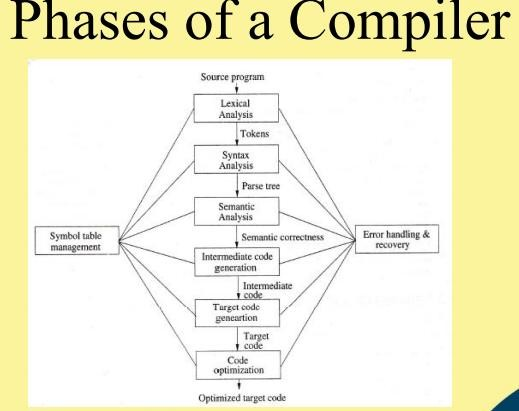 Phases of a Compiler
Source program
Lexical
Analysis
Tokens
Syntax
Analysis
Parse tree
Semantic
Analysis
Semantic correctness
Symbol table
management
Error handling &
recovery
Intermediate code
generation
Intermediate
code
Target code
geneartion
Target
code
Code
optimization
Optimized target code